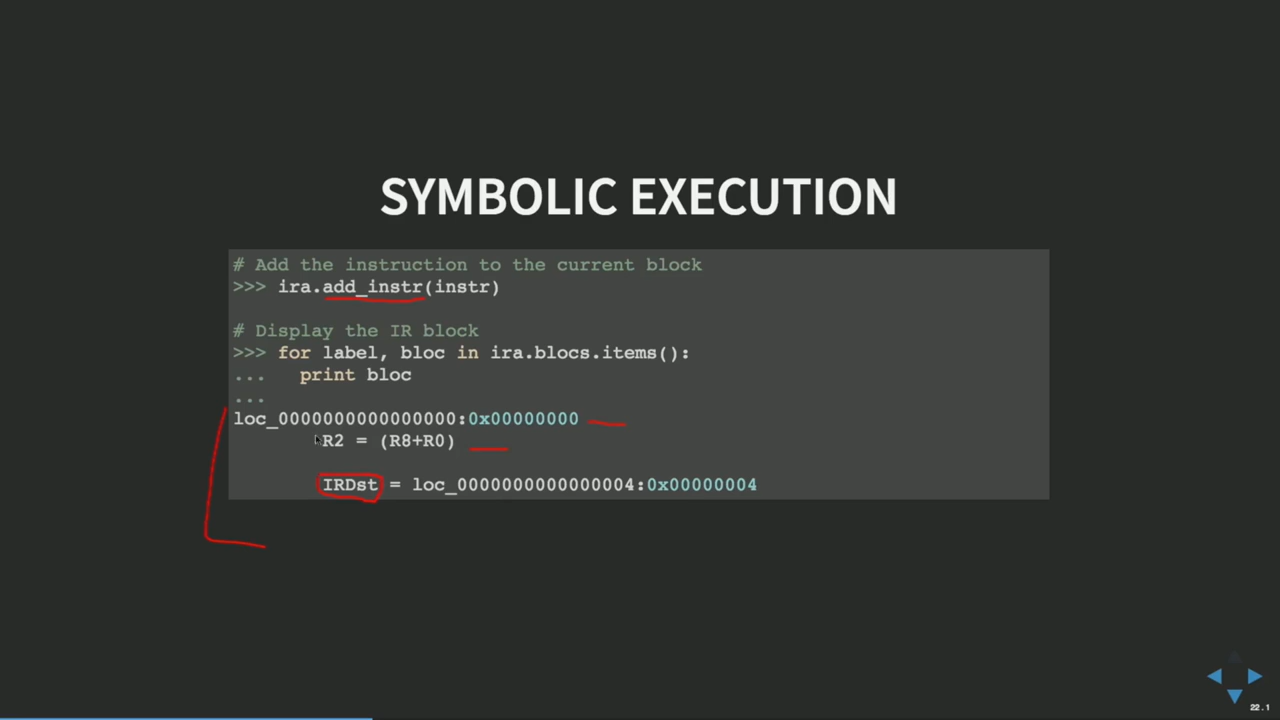 SYMBOLIC EXECUTION
# Add the instruction to the current block
>>> ira.add_instr(instr)
# Display the IR block
>>> for label, bloc in ira.blocs.items():
...   print bloc
...
loc_0000000000000000:0x00000000
R2 = (R8+R0)
IRDst = loc_0000000000000004:0x00000004
22.1